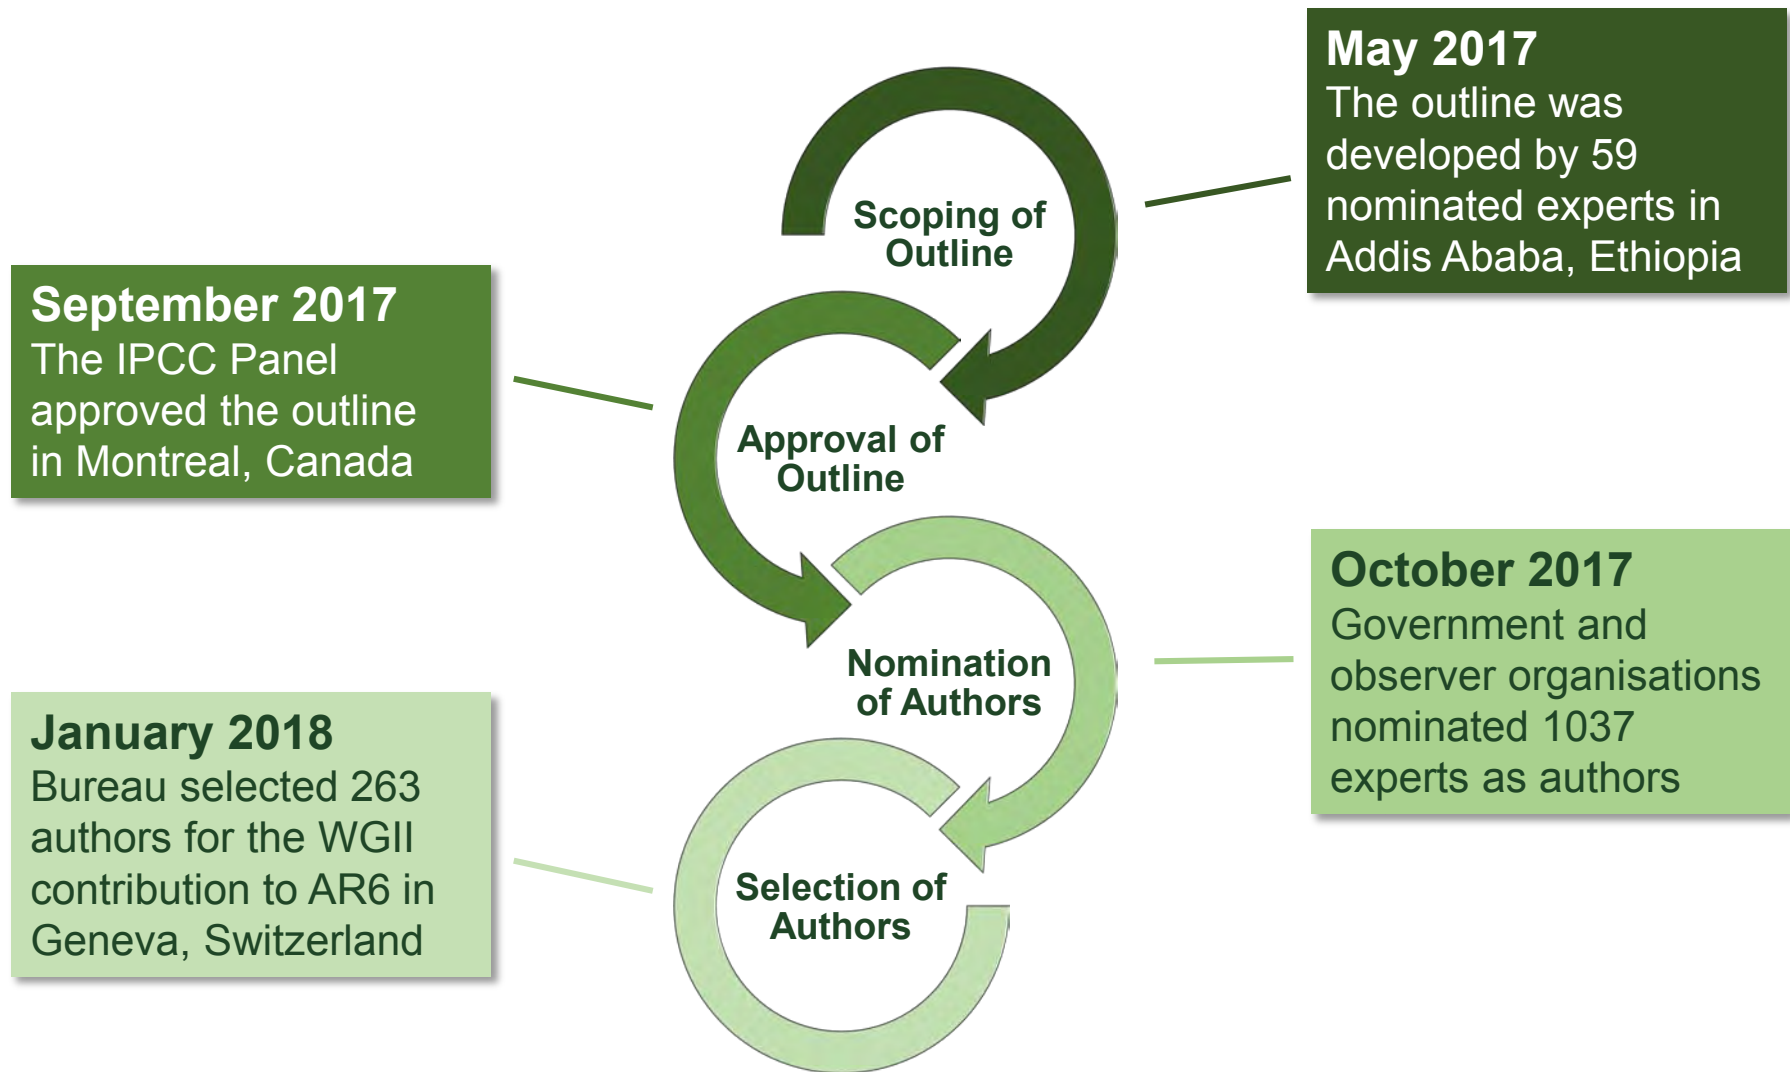 May 2017
The outline was
developed by 59
nominated experts in
Addis Ababa, Ethiopia
Scoping of
Outline
September 2017
The IPCC Panel
approved the outline
in Montreal, Canada
Approval of
Outline
October 2017
Government and
observer organisations
nominated 1037
experts as authors
Nomination
of Authors
January 2018
Bureau selected 263
authors for the WGII
contribution to AR6 in
Geneva, Switzerland
Selection of
Authors